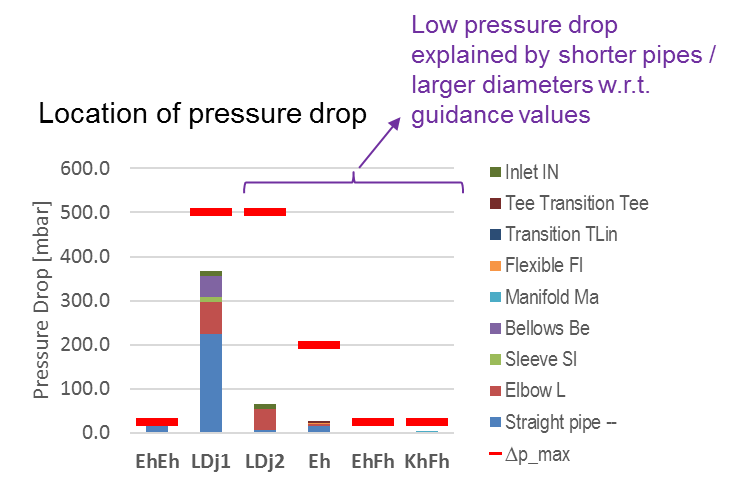 Low pressure drop
explained by shorter pipes /
larger diameters w.r.t.
guidance values
Location of pressure drop
Pressure Drop [mbar]
600.0
500.0
400.0
300.0
200.0
100.0
0.0
EhEh LDj1 LDj2 Eh EhFh KhFh
Inlet IN
Tee Transition Tee
Transition TLin
Flexible Fl
Manifold Ma
Bellows Be
Sleeve Sl
Elbow L
Straight pipe --
Δp_max